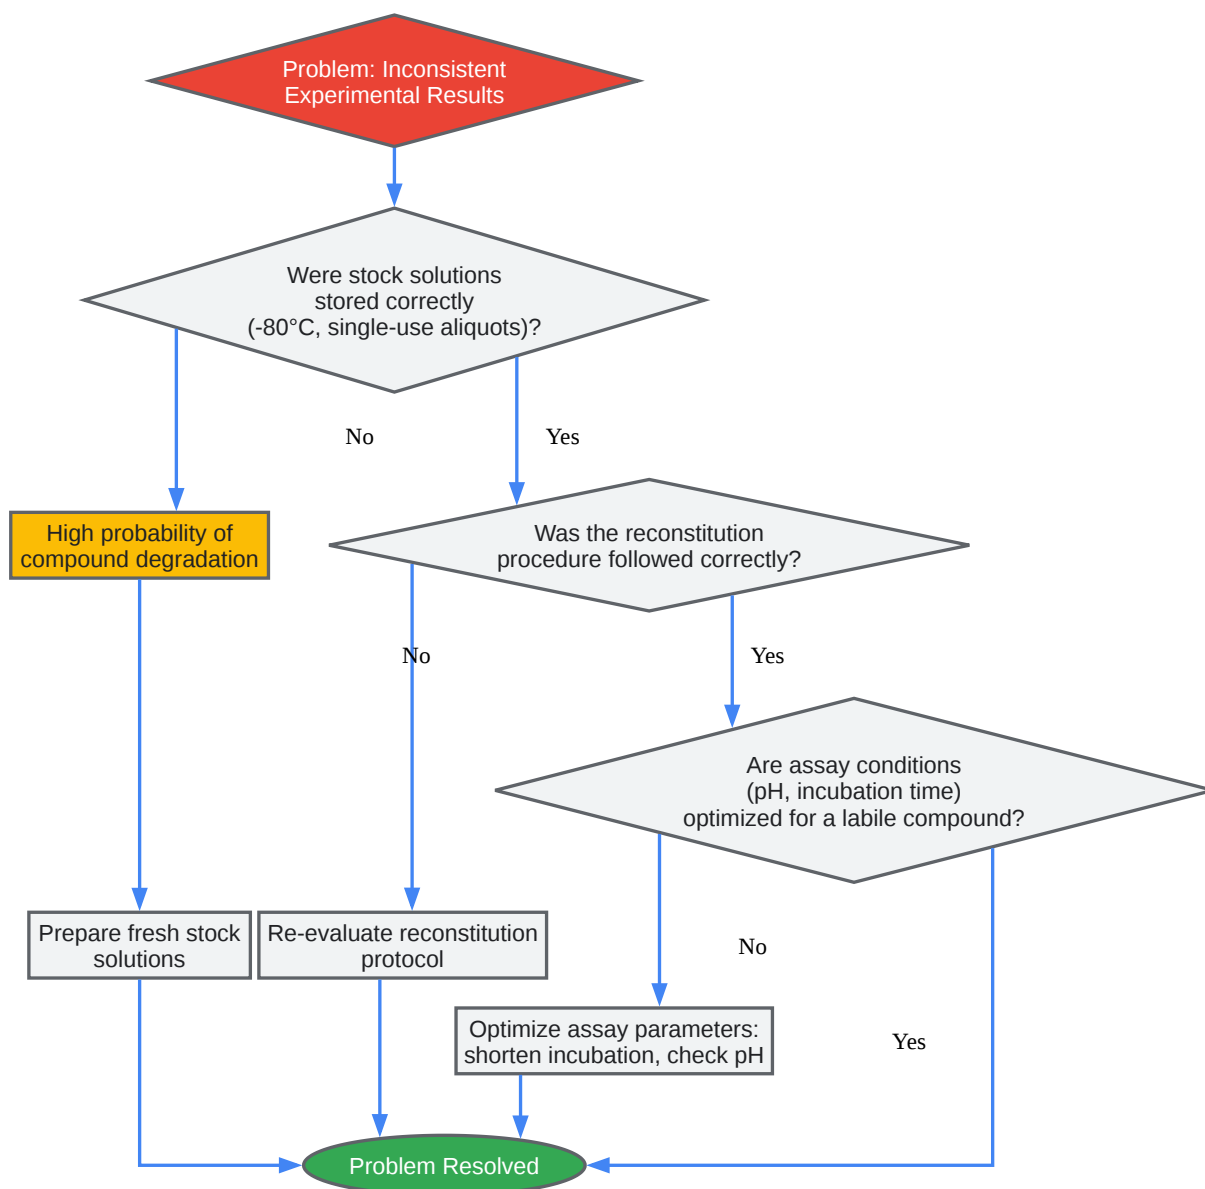 Problem: Inconsistent
Experimental Results
Were stock solutions
stored correctly
(-80°C, single-use aliquots)?
No
Yes
High probability of
compound degradation
Was the reconstitution
procedure followed correctly?
No
Yes
Are assay conditions
(pH, incubation time)
optimized for a labile compound?
Prepare fresh stock
solutions
Re-evaluate reconstitution
protocol
No
Optimize assay parameters:
shorten incubation, check pH
Yes
Problem Resolved